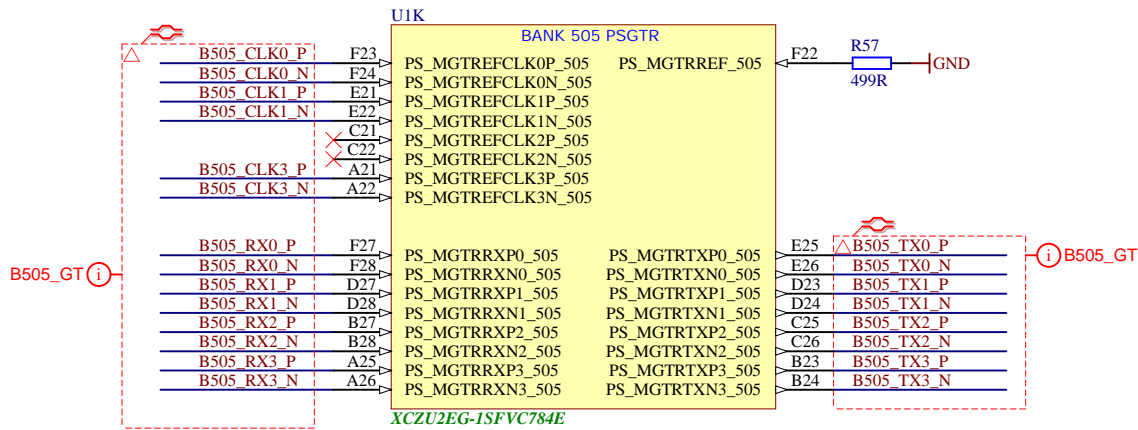 U1K
BANK 505 PSGTR
B505_CLK0_P F23 PS_MGTREFCLK0P_505 PS_MGTRREF_505 F22 R57 GND
499R
B505_CLK0_N F24 PS_MGTREFCLK0N_505
B505_CLK1_P E21 PS_MGTREFCLK1P_505
B505_CLK1_N E22 PS_MGTREFCLK1N_505
C21 PS_MGTREFCLK2P_505
C22 PS_MGTREFCLK2N_505
B505_CLK3_P A21 PS_MGTREFCLK3P_505
B505_CLK3_N A22 PS_MGTREFCLK3N_505
B505_RX0_P F27 PS_MGTRRXP0_505 PS_MGTRTXP0_505 E25 B505_TX0_P
B505_GT i B505_RX0_N F28 PS_MGTRRXN0_505 PS_MGTRTXN0_505 E26 B505_TX0_N i B505_GT
B505_RX1_P D27 PS_MGTRRXP1_505 PS_MGTRTXP1_505 D23 B505_TX1_P
B505_RX1_N D28 PS_MGTRRXN1_505 PS_MGTRTXN1_505 D24 B505_TX1_N
B505_RX2_P B27 PS_MGTRRXP2_505 PS_MGTRTXP2_505 C25 B505_TX2_P
B505_RX2_N B28 PS_MGTRRXN2_505 PS_MGTRTXN2_505 C26 B505_TX2_N
B505_RX3_P A25 PS_MGTRRXP3_505 PS_MGTRTXP3_505 B23 B505_TX3_P
B505_RX3_N A26 PS_MGTRRXN3_505 PS_MGTRTXN3_505 B24 B505_TX3_N
XCZU2EG-1SFVC784E